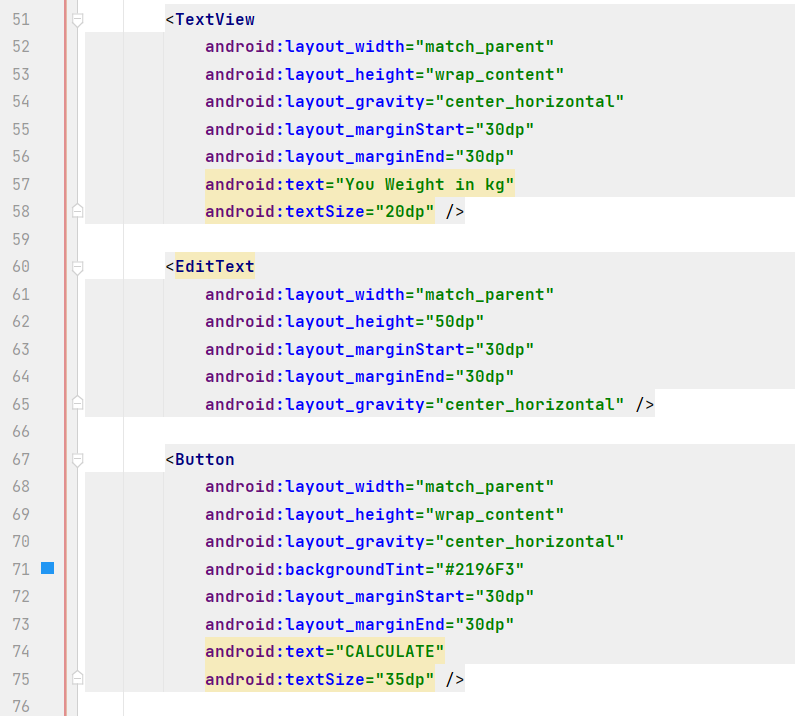 51 <TextView
52 android:layout_width="match_parent"
53 android:layout_height="wrap_content"
54 android:layout_gravity="center_horizontal"
55 android:layout_marginStart="30dp"
56 android:layout_marginEnd="30dp"
57 android:text="You Weight in kg"
58 android:textSize="20dp" />
59
60 <EditText
61 android:layout_width="match_parent"
62 android:layout_height="50dp"
63 android:layout_marginStart="30dp"
64 android:layout_marginEnd="30dp"
65 android:layout_gravity="center_horizontal" />
66
67 <Button
68 android:layout_width="match_parent"
69 android:layout_height="wrap_content"
70 android:layout_gravity="center_horizontal"
71 android:backgroundTint="#2196F3"
72 android:layout_marginStart="30dp"
73 android:layout_marginEnd="30dp"
74 android:text="CALCULATE"
75 android:textSize="35dp" />
76